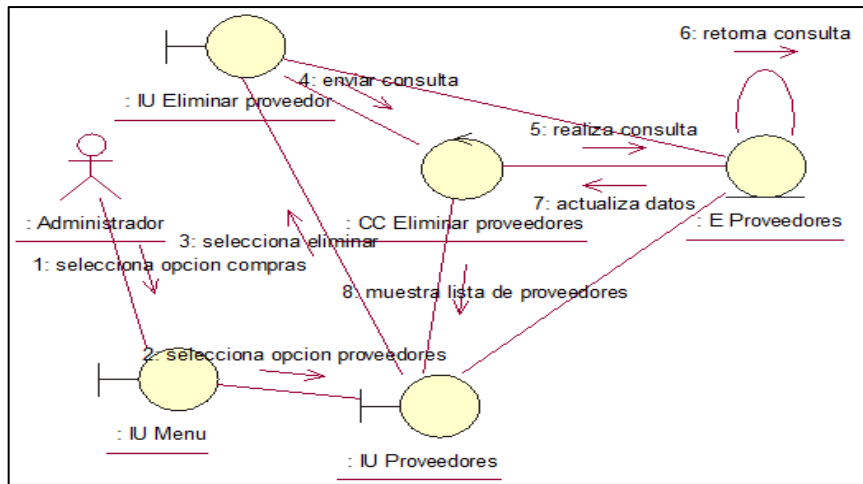 6: retorna consulta
4: enviar consulta
: IU Eliminar proveedor
5: realiza consulta
7: actualiza datos
: Administrador
: CC Eliminar proveedores
: E Proveedores
3: selecciona eliminar
1: selecciona opcion compras
8: muestra lista de proveedores
2: selecciona opcion proveedores
: IU Menu
: IU Proveedores